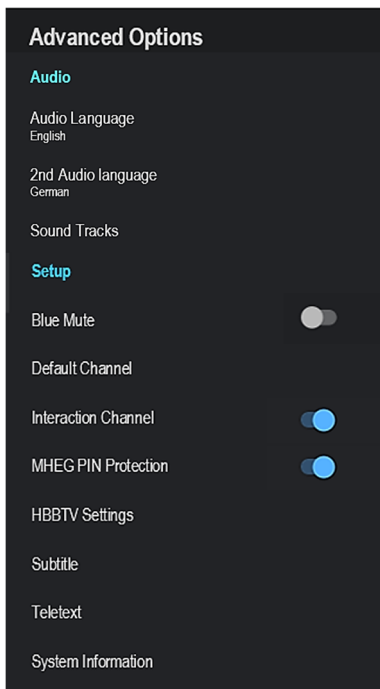 Advanced Options
Audio
Audio Language
English
2nd Audio language
German
Sound Tracks
Setup
Blue Mute
Default Channel
Interaction Channel
MHEG PIN Protection
HBBTV Settings
Subtitle
Teletext
System Information